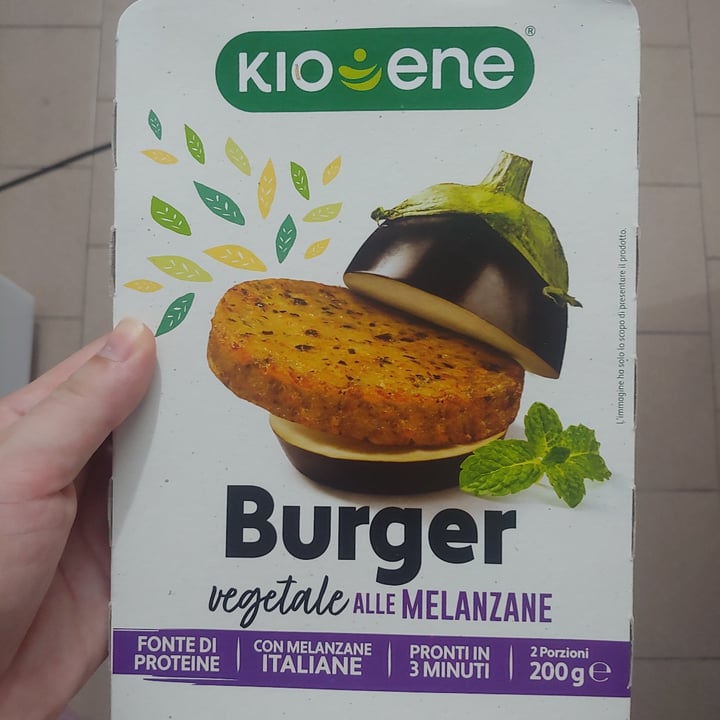 KIOENE®
L'immagine ha solo lo scopo di presentare il prodotto.
Burger
vegetale ALLE MELANZANE
FONTE DI
PROTEINE
CON MELANZANE
ITALIANE
PRONTI IN
3 MINUTI
2 Porzioni
200 g ℮